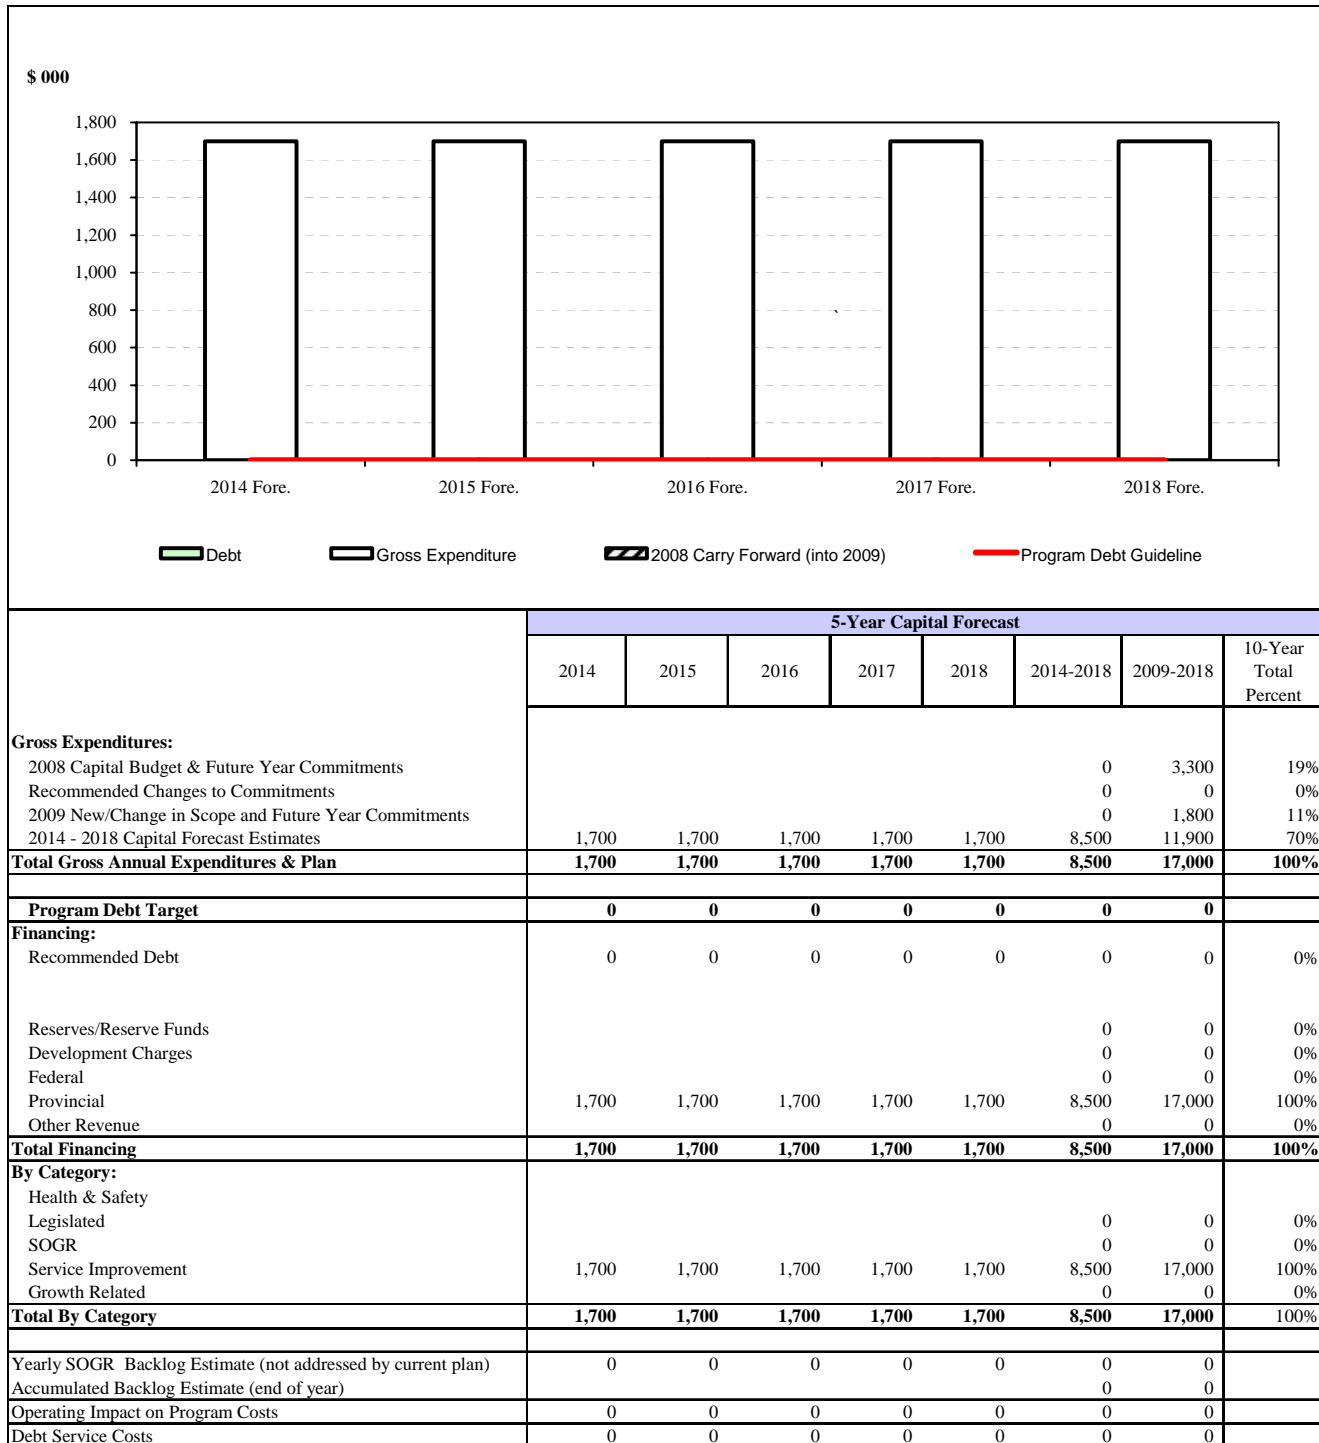 $ 000
1,800
1,600
1,400
1,200
1,000
800
600
400
200
0
2014 Fore. 2015 Fore. 2016 Fore. 2017 Fore. 2018 Fore.
Debt Gross Expenditure 2008 Carry Forward (into 2009) Program Debt Guideline
5-Year Capital Forecast
2014 2015 2016 2017 2018 2014-2018 2009-2018 10-Year Total Percent
Gross Expenditures:
2008 Capital Budget & Future Year Commitments 0 3,300 19%
Recommended Changes to Commitments 0 0 0%
2009 New/Change in Scope and Future Year Commitments 0 1,800 11%
2014 - 2018 Capital Forecast Estimates 1,700 1,700 1,700 1,700 1,700 8,500 11,900 70%
Total Gross Annual Expenditures & Plan 1,700 1,700 1,700 1,700 1,700 8,500 17,000 100%
Program Debt Target 0 0 0 0 0 0 0
Financing:
Recommended Debt 0 0 0 0 0 0 0 0%
Reserves/Reserve Funds 0 0 0%
Development Charges 0 0 0%
Federal 0 0 0%
Provincial 1,700 1,700 1,700 1,700 1,700 8,500 17,000 100%
Other Revenue 0 0 0%
Total Financing 1,700 1,700 1,700 1,700 1,700 8,500 17,000 100%
By Category:
Health & Safety
Legislated 0 0 0%
SOGR 0 0 0%
Service Improvement 1,700 1,700 1,700 1,700 1,700 8,500 17,000 100%
Growth Related 0 0 0%
Total By Category 1,700 1,700 1,700 1,700 1,700 8,500 17,000 100%
Yearly SOGR Backlog Estimate (not addressed by current plan) 0 0 0 0 0 0 0
Accumulated Backlog Estimate (end of year) 0 0
Operating Impact on Program Costs 0 0 0 0 0 0 0
Debt Service Costs 0 0 0 0 0 0 0